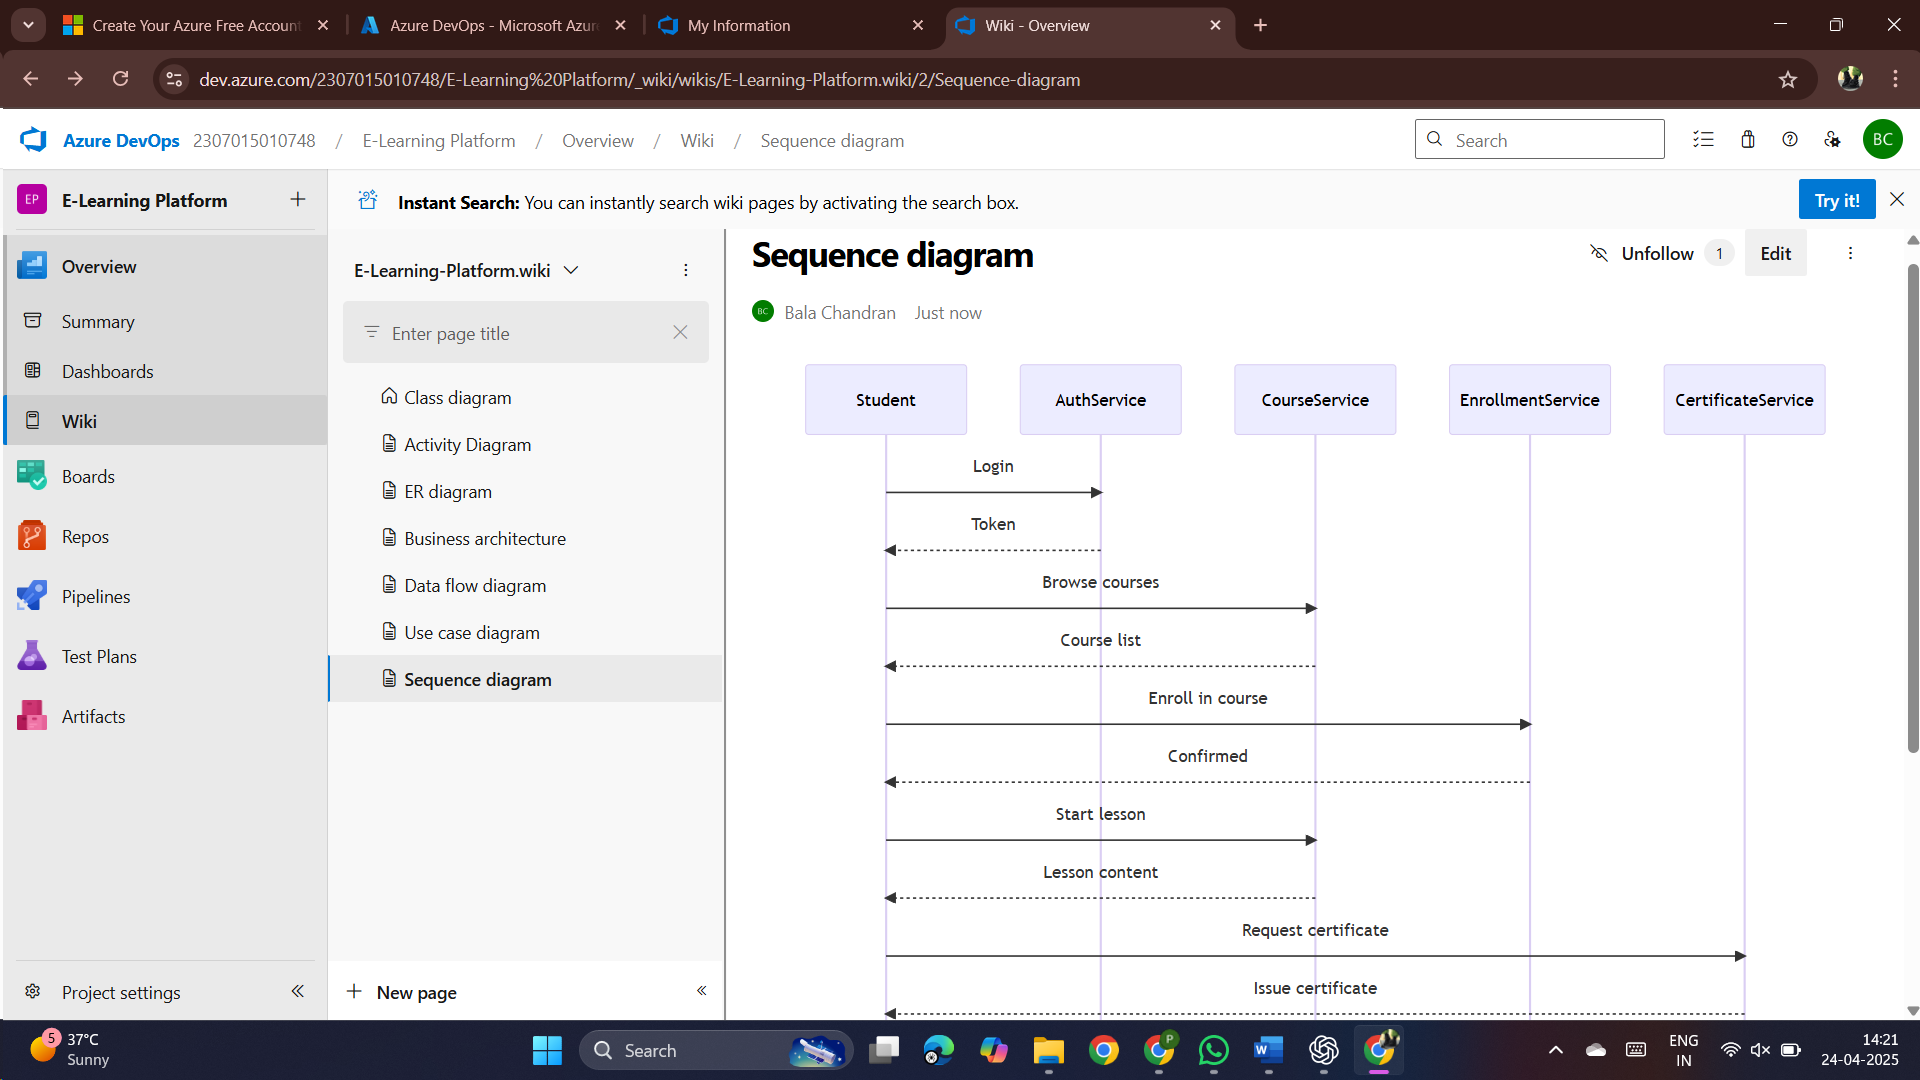 Create Your Azure Free Account
Azure DevOps - Microsoft Azur
My Information
Wiki - Overview
dev.azure.com/2307015010748/E-Learning%20Platform/_wiki/wikis/E-Learning-Platform.wiki/2/Sequence-diagram
Azure DevOps 2307015010748 / E-Learning Platform / Overview / Wiki / Sequence diagram
Search
BC
EP E-Learning Platform
Instant Search: You can instantly search wiki pages by activating the search box.
Try it!
Overview
Summary
Dashboards
Wiki
Boards
Repos
Pipelines
Test Plans
Artifacts
Project settings
E-Learning-Platform.wiki
Enter page title
Class diagram
Activity Diagram
ER diagram
Business architecture
Data flow diagram
Use case diagram
Sequence diagram
New page
Sequence diagram
Unfollow 1
Edit
BC Bala Chandran Just now
Student AuthService CourseService EnrollmentService CertificateService
Login
Token
Browse courses
Course list
Enroll in course
Confirmed
Start lesson
Lesson content
Request certificate
Issue certificate
5
37°C
Sunny
Search
P
W
ENG
IN
14:21
24-04-2025